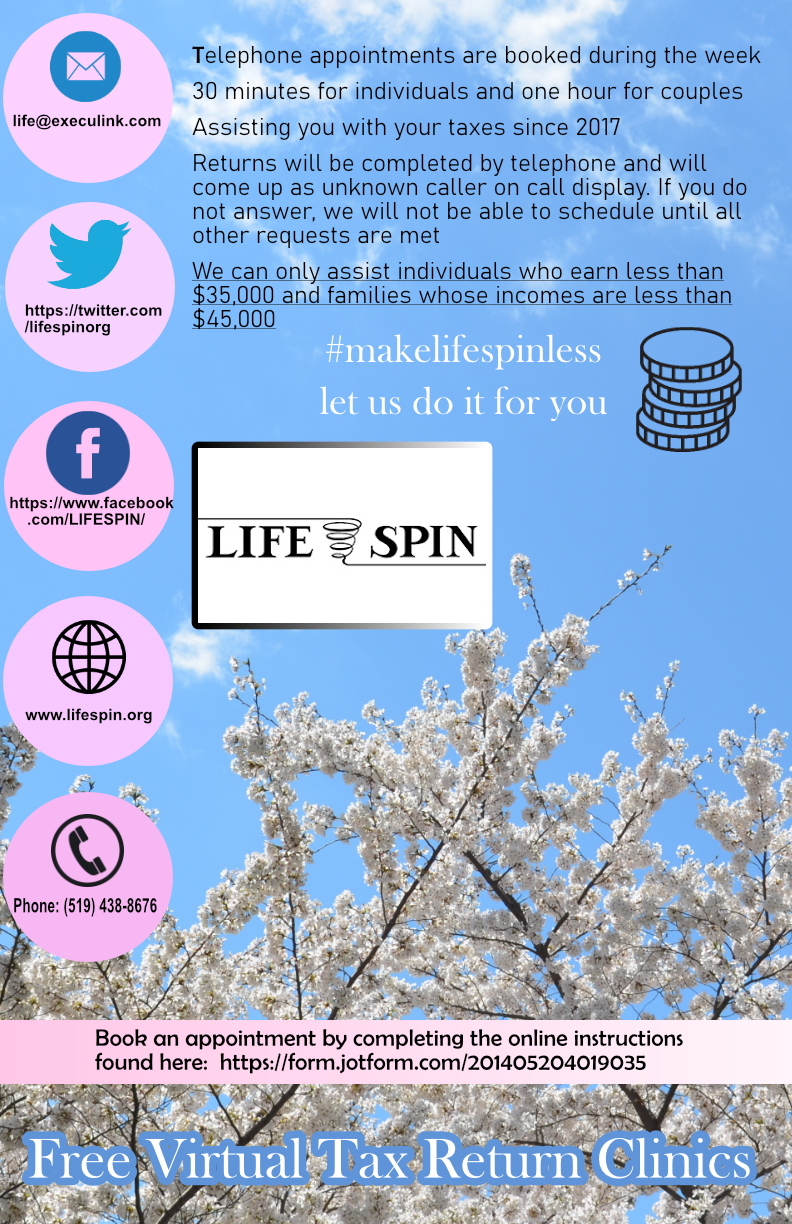 life@execulink.com
https://twitter.com
/lifespinorg
https://www.facebook
.com/LIFESPIN/
www.lifespin.org
Phone: (519) 438-8676
Telephone appointments are booked during the week
30 minutes for individuals and one hour for couples
Assisting you with your taxes since 2017
Returns will be completed by telephone and will
come up as unknown caller on call display. If you do
not answer, we will not be able to schedule until all
other requests are met
We can only assist individuals who earn less than
$35,000 and families whose incomes are less than
$45,000
#makelifespinless
let us do it for you
LIFE SPIN
Book an appointment by completing the online instructions
found here: https://form.jotform.com/201405204019035
Free Virtual Tax Return Clinics